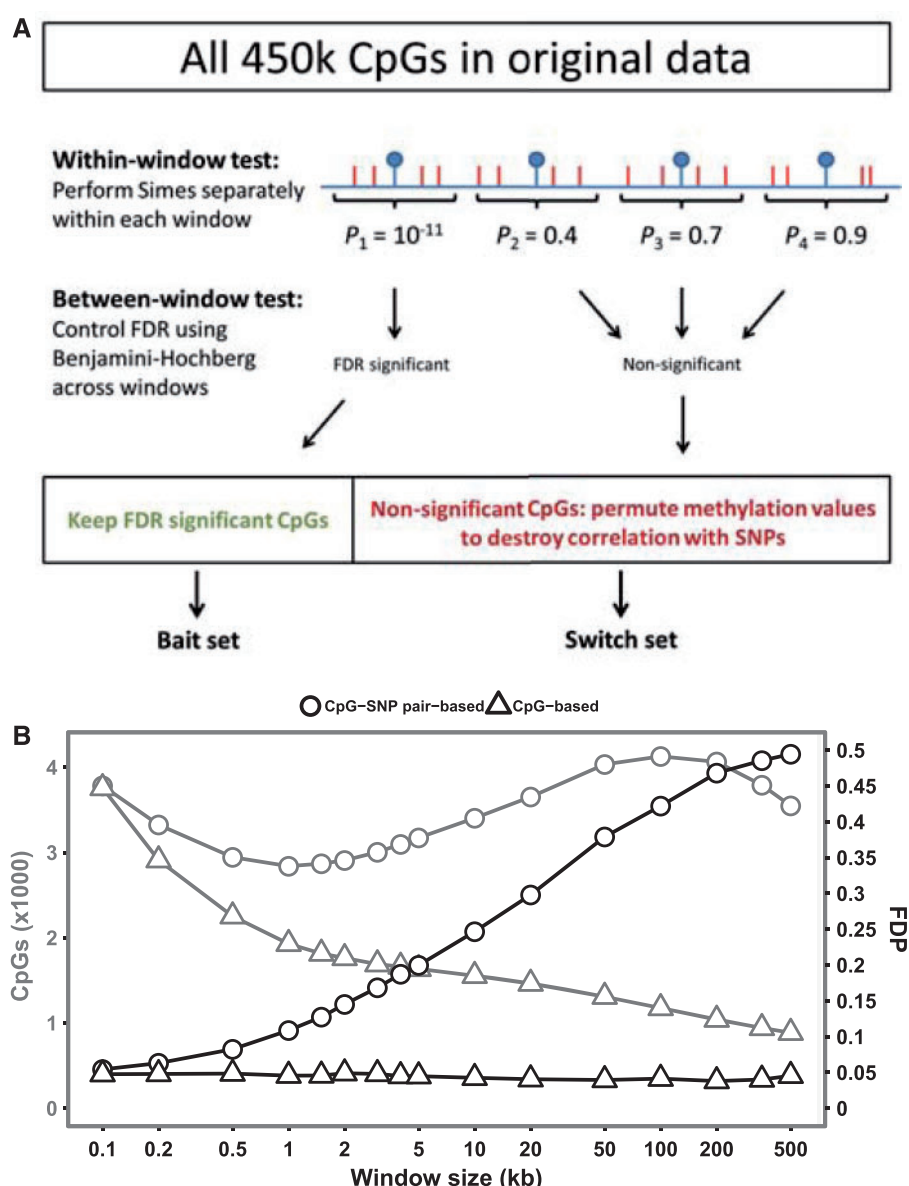 A
All 450k CpGs in original data
Within-window test:
Perform Simes separately
within each window
P1 = 10-11
P2 = 0.4
P3 = 0.7
P4 = 0.9
Between-window test:
Control FDR using
Benjamini-Hochberg
across windows
FDR significant
Non-significant
Keep FDR significant CpGs
Non-significant CpGs: permute methylation values
to destroy correlation with SNPs
Bait set
Switch set
CpG−SNP pair−based
CpG−based
B
4
3
2
1
0
CpGs (x1000)
0.5
0.45
0.4
0.35
0.3
0.25
0.2
0.15
0.1
0.05
0
FDP
0.1 0.2 0.5 1 2 5 10 20 50 100 200 500
Window size (kb)